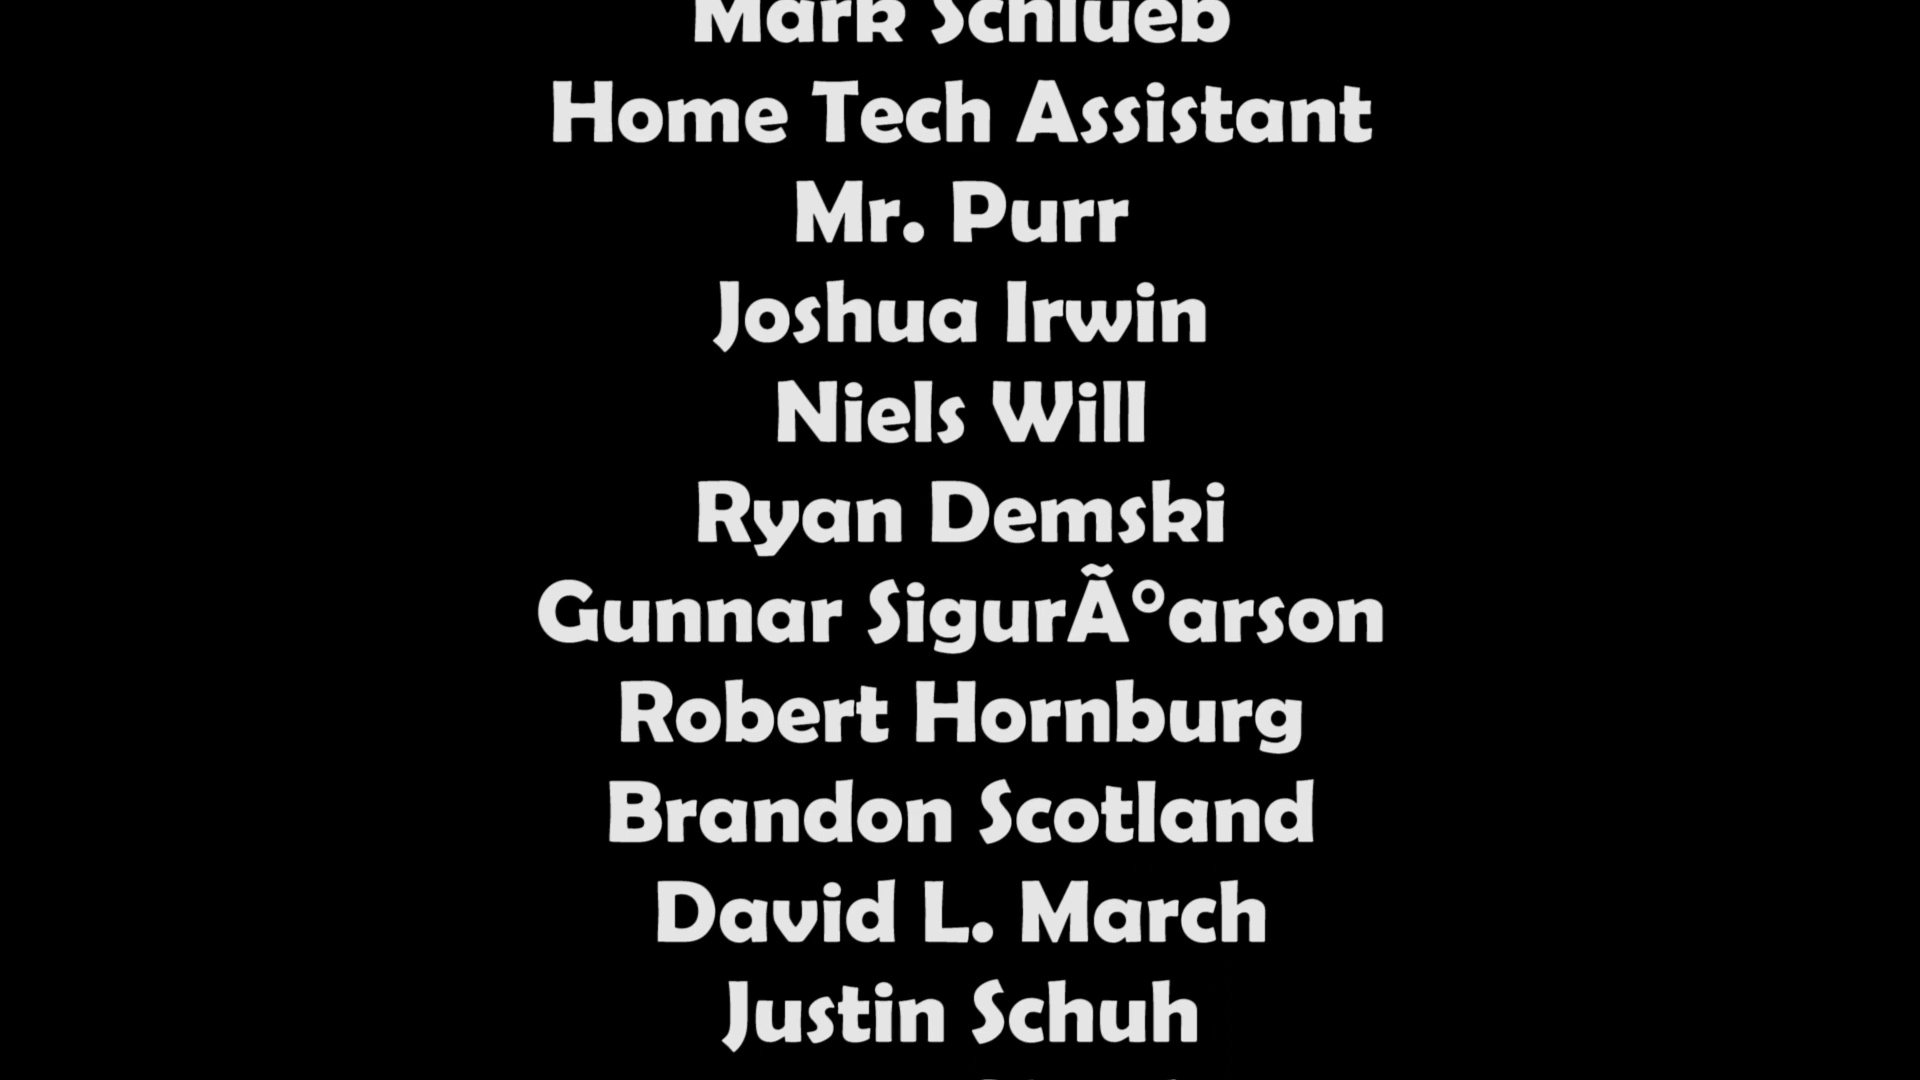 Mark Schlueb
Home Tech Assistant
Mr. Purr
Joshua Irwin
Niels Will
Ryan Demski
Gunnar SigurÃ°arson
Robert Hornburg
Brandon Scotland
David L. March
Justin Schuh